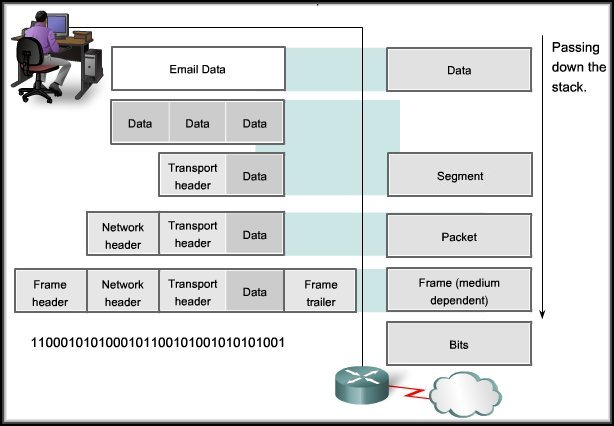 Passing
down the
stack.
Email Data
Data
Data
Data
Data
Transport
header
Data
Segment
Network
header
Transport
header
Data
Packet
Frame
header
Network
header
Transport
header
Data
Frame
trailer
Frame (medium
dependent)
1100010101000101100101001010101001
Bits